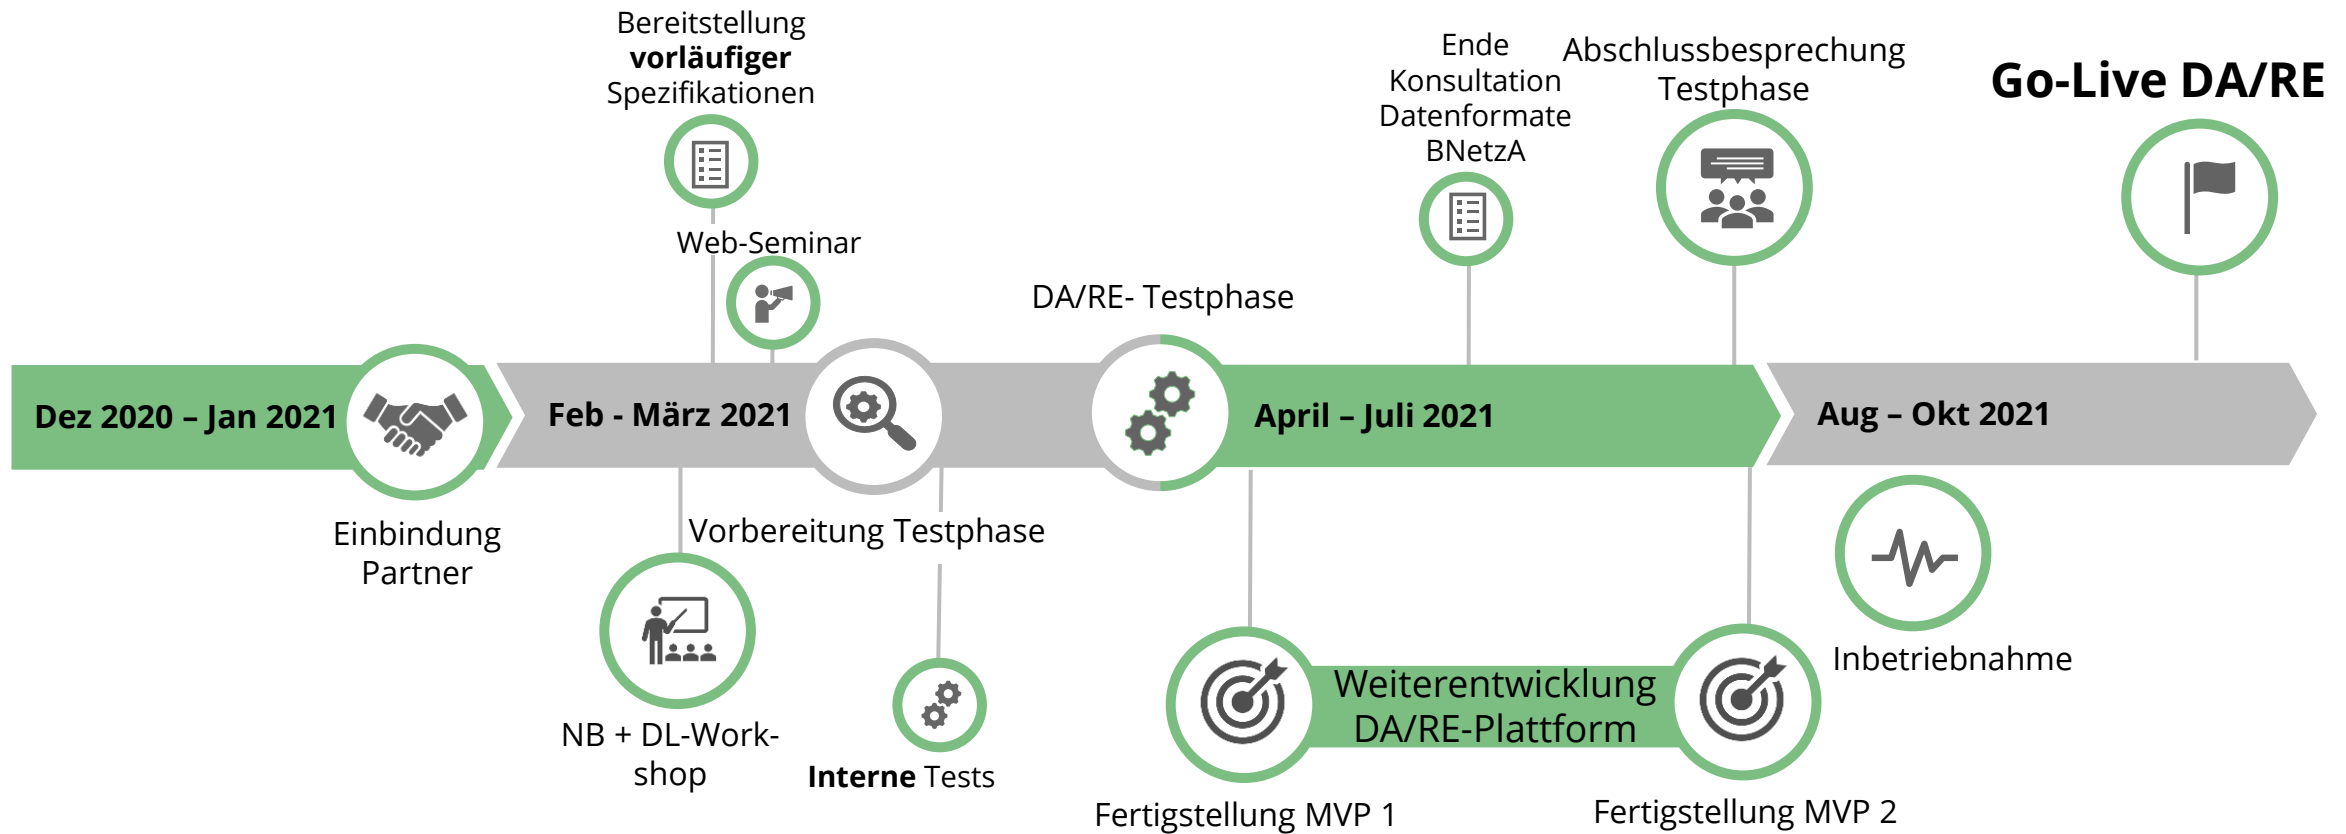 Bereitstellung
vorläufiger
Spezifikationen
Web-Seminar
DA/RE- Testphase
Ende
Konsultation
Datenformate
BNetzA
Abschlussbesprechung
Testphase
Go-Live DA/RE
Dez 2020 – Jan 2021
Feb - März 2021
April – Juli 2021
Aug – Okt 2021
Einbindung
Partner
Vorbereitung Testphase
NB + DL-Work-
shop
Interne Tests
Weiterentwicklung
DA/RE-Plattform
Fertigstellung MVP 1
Fertigstellung MVP 2
Inbetriebnahme